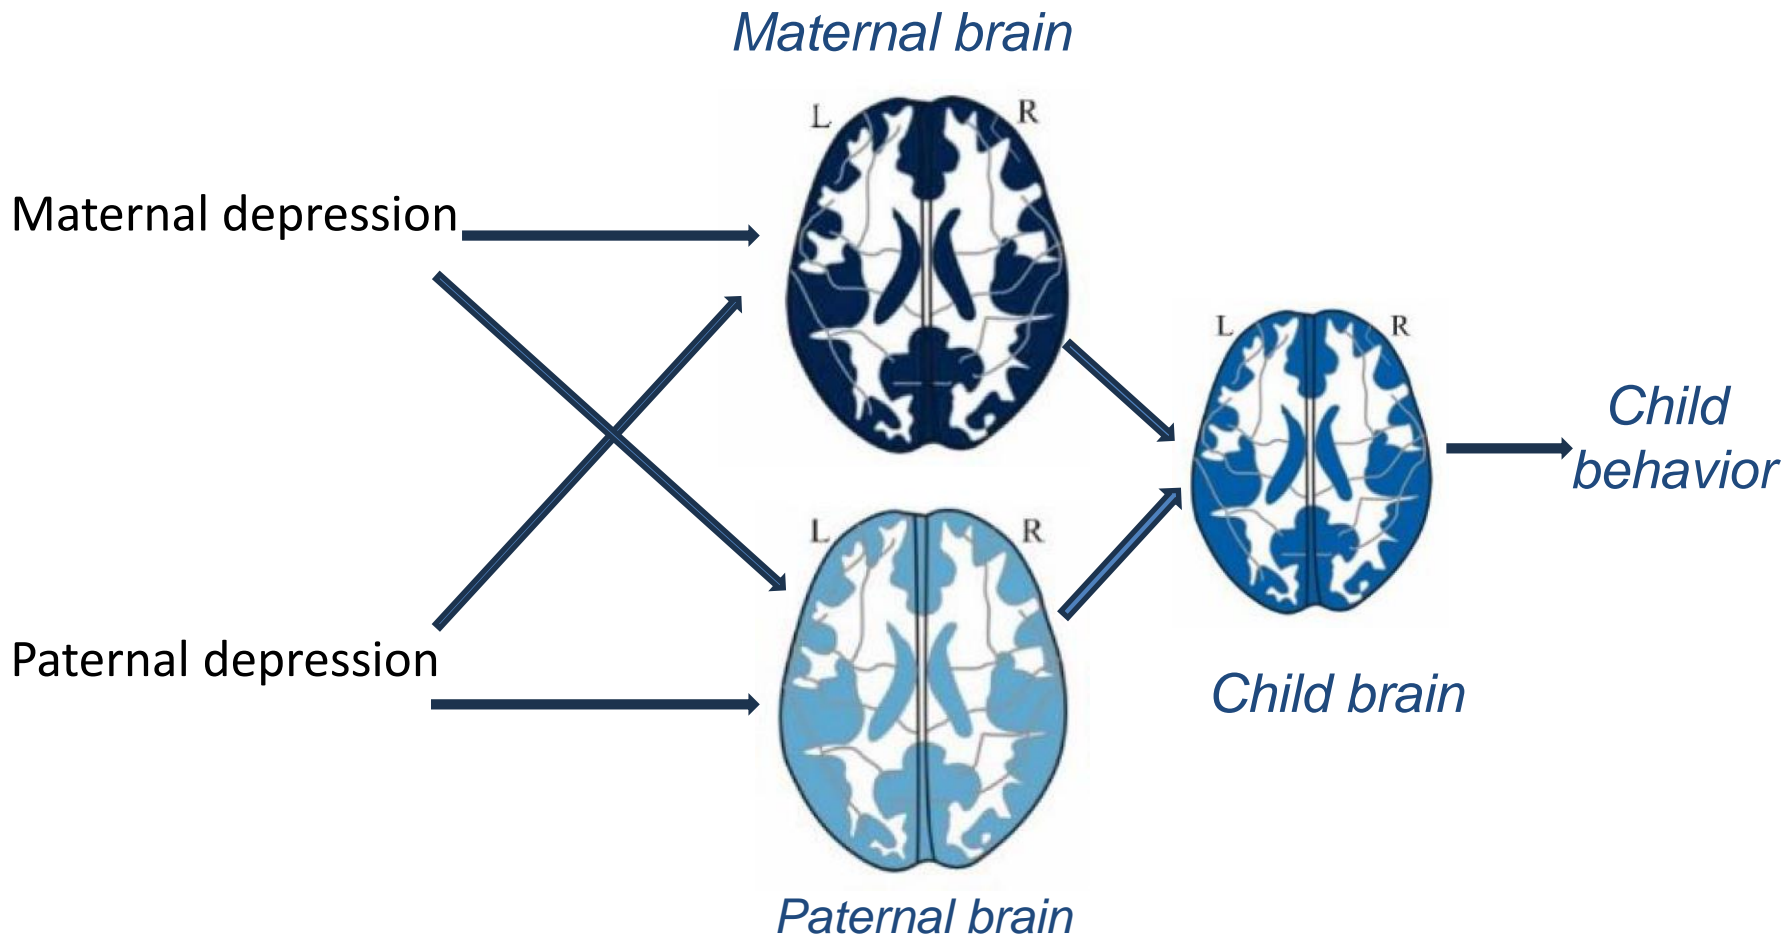 Maternal brain
L R
Maternal depression
L R
Child
behavior
L R
Paternal depression
Child brain
Paternal brain